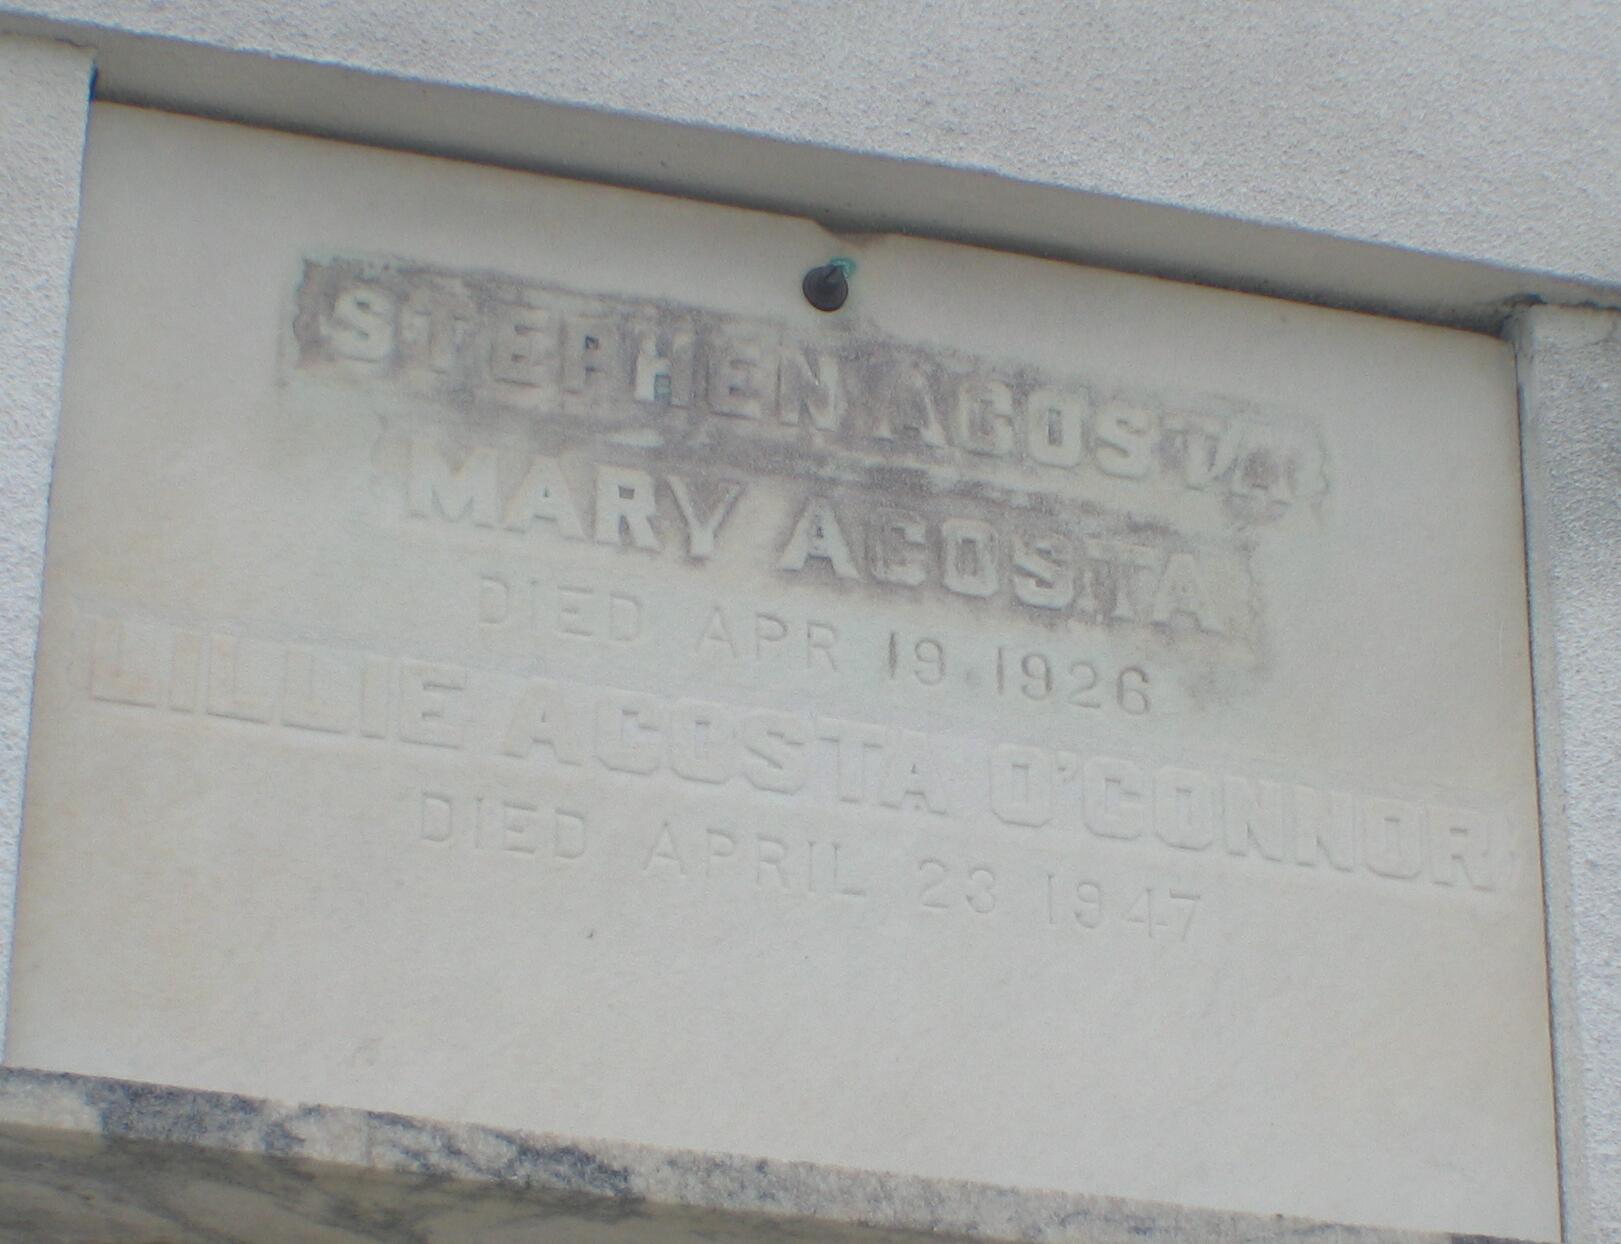 STEPHEN ACOSTA
MARY ACOSTA
DIED APR 19.1926
LILLIE ACOSTA O'CONNOR
DIED APRIL 23 1947